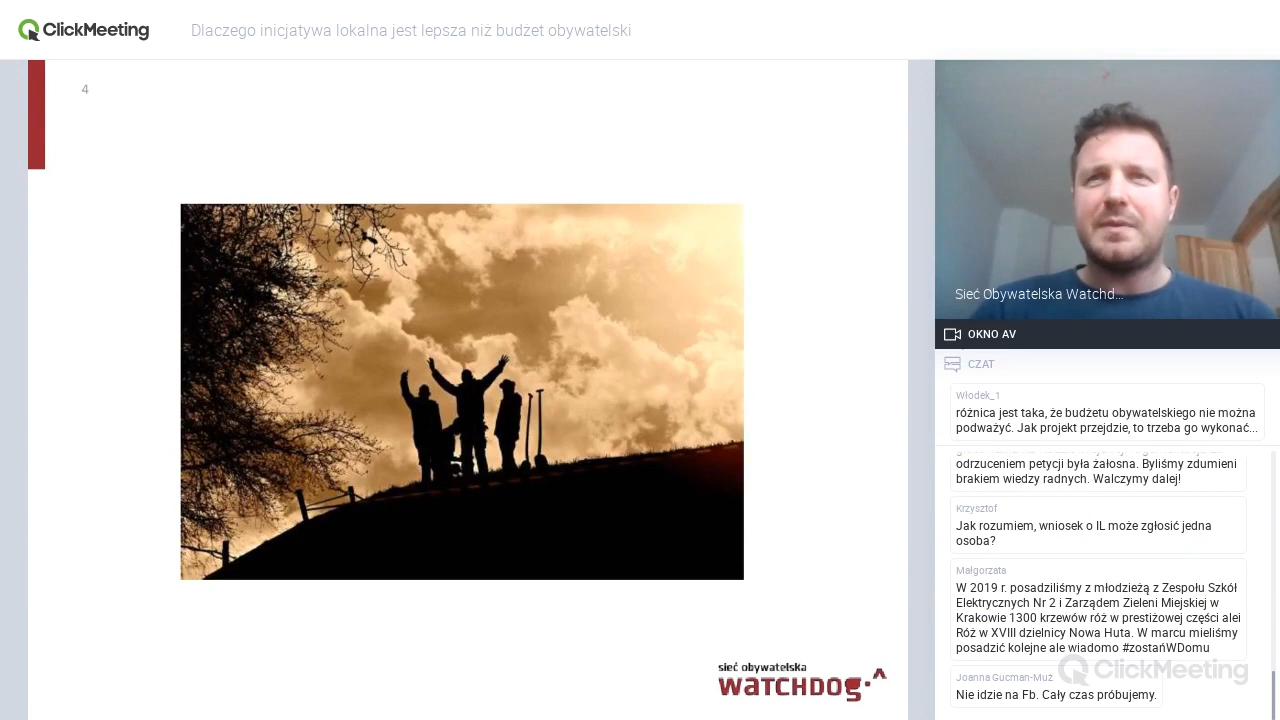 ClickMeeting
Dlaczego inicjatywa lokalna jest lepsza niż budżet obywatelski
4
sieć obywatelska
WATCHDOG
Sieć Obywatelska Watchd...
OKNO AV
CZAT
Włodek_1
różnica jest taka, że budżetu obywatelskiego nie można
podważyć. Jak projekt przejdzie, to trzeba go wykonać...
odrzuceniem petycji była żałosna. Byliśmy zdumieni
brakiem wiedzy radnych. Walczymy dalej!
Krzysztof
Jak rozumiem, wniosek o IL może zgłosić jedna
osoba?
Małgorzata
W 2019 r. posadziliśmy z młodzieżą z Zespołu Szkół
Elektrycznych Nr 2 i Zarządem Zieleni Miejskiej w
Krakowie 1300 krzewów róż w prestiżowej części alei
Róż w XVIII dzielnicy Nowa Huta. W marcu mieliśmy
posadzić kolejne ale wiadomo #zostańWDomu
Joanna Gucman-Muż
Nie idzie na Fb. Cały czas próbujemy.
ClickMeeting